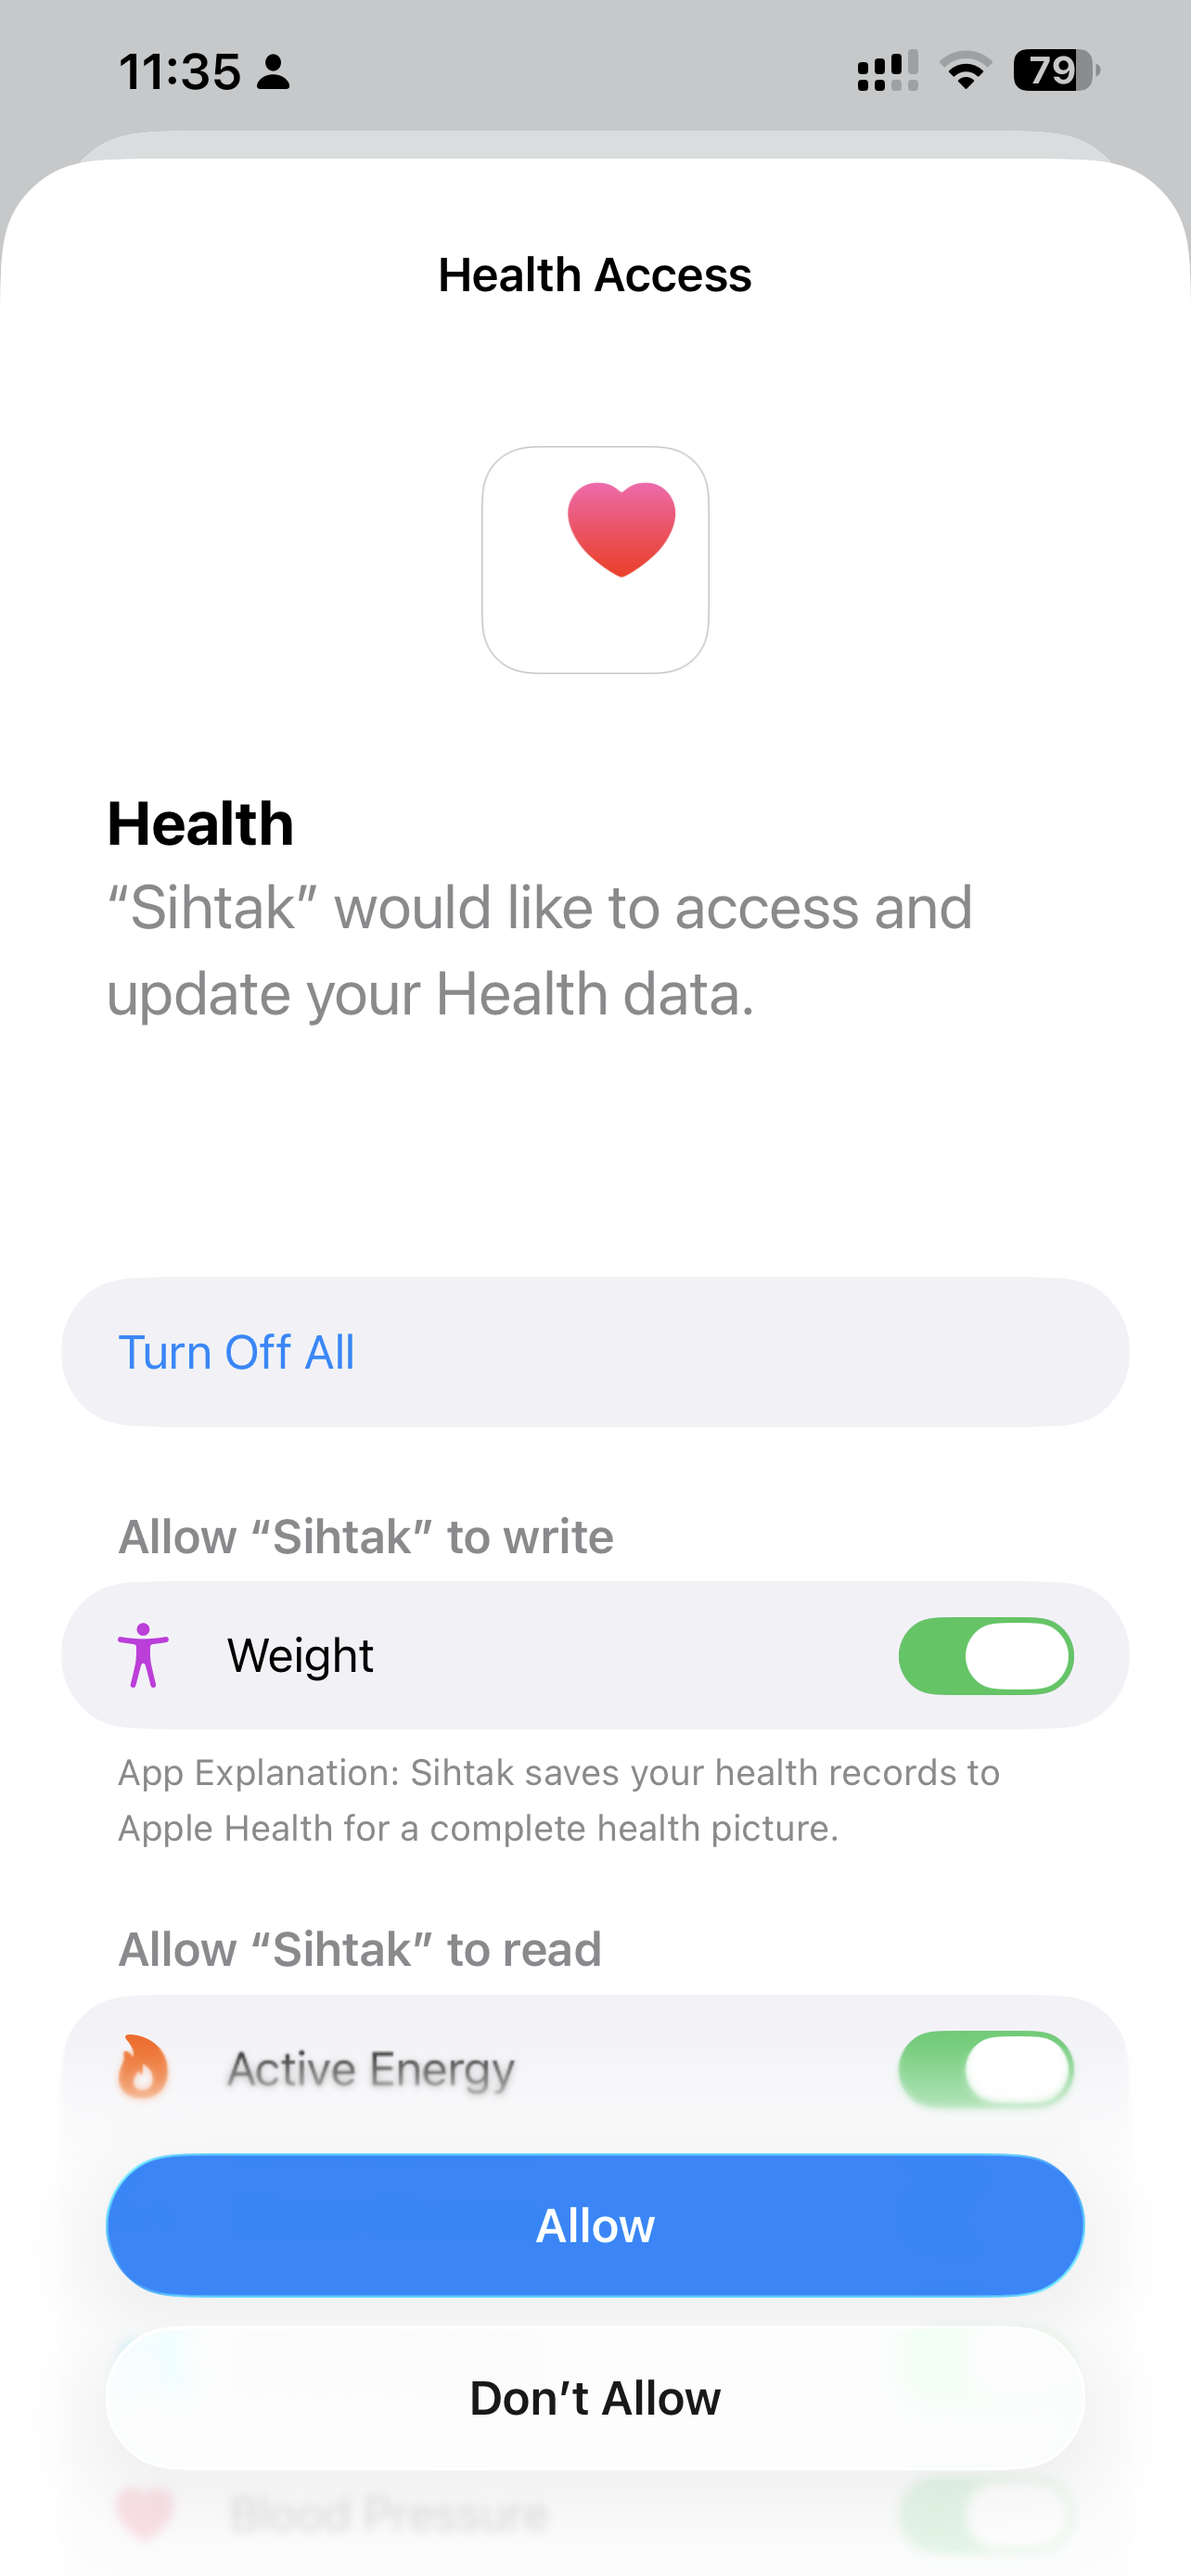 11:35
79
Health Access
Health
“Sihtak” would like to access and
update your Health data.
Turn Off All
Allow “Sihtak” to write
Weight
App Explanation: Sihtak saves your health records to
Apple Health for a complete health picture.
Allow “Sihtak” to read
Active Energy
Allow
Don’t Allow
Blood Pressure